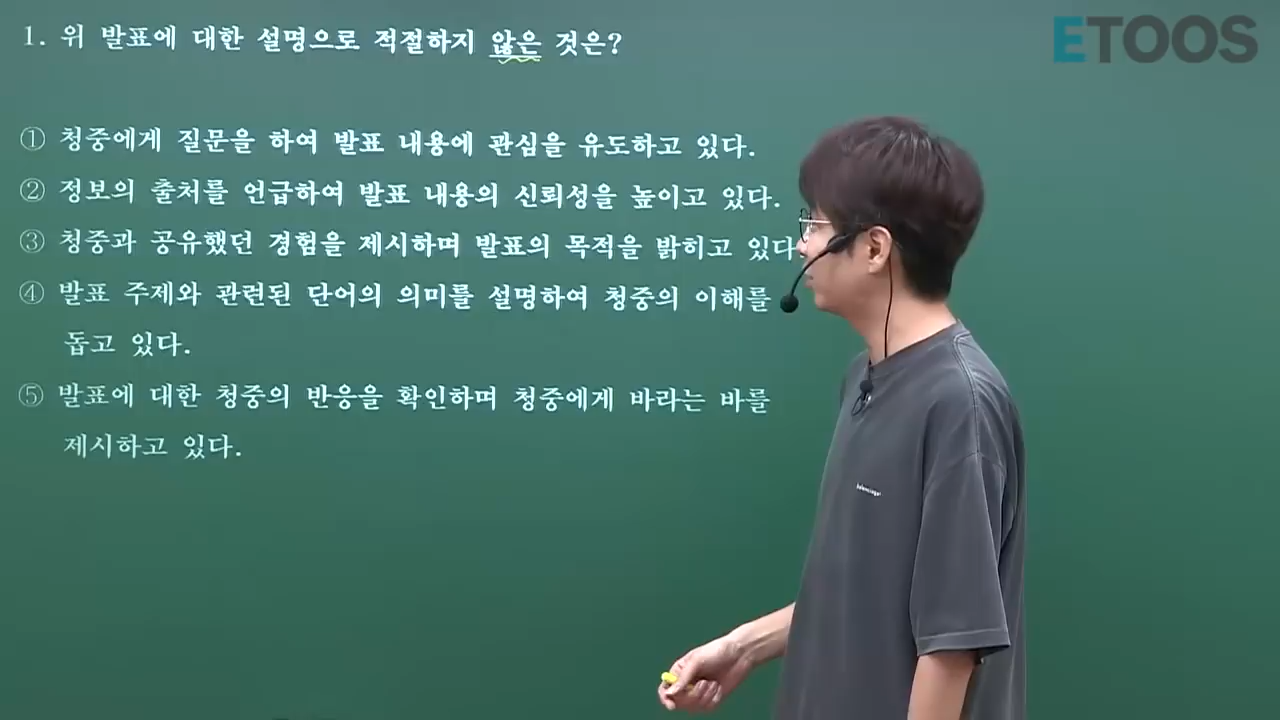 ETOOS
1. 위 발표에 대한 설명으로 적절하지 않은 것은?
① 청중에게 질문을 하여 발표 내용에 관심을 유도하고 있다.
② 정보의 출처를 언급하여 발표 내용의 신뢰성을 높이고 있다.
③ 청중과 공유했던 경험을 제시하며 발표의 목적을 밝히고 있다
④ 발표 주제와 관련된 단어의 의미를 설명하여 청중의 이해를
돕고 있다.
⑤ 발표에 대한 청중의 반응을 확인하며 청중에게 바라는 바를
제시하고 있다.